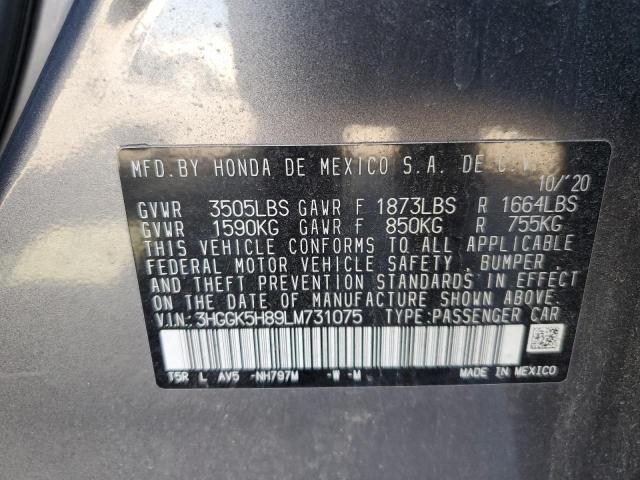 MFD.BY HONDA DE MEXICO S.A. DE C.V.
10/'20
GVWR 3505LBS GAWR F 1873LBS R 1664LBS
GVWR 1590KG GAWR F 850KG R 755KG
THIS VEHICLE CONFORMS TO ALL APPLICABLE
FEDERAL MOTOR VEHICLE SAFETY, BUMPER,
AND THEFT PREVENTION STANDARDS IN EFFECT
ON THE DATE OF MANUFACTURE SHOWN ABOVE.
V.I.N.:3HGGK5H89LM731075 TYPE:PASSENGER CAR
T5R L AV5 -NH797M -W -M
MADE IN MEXICO